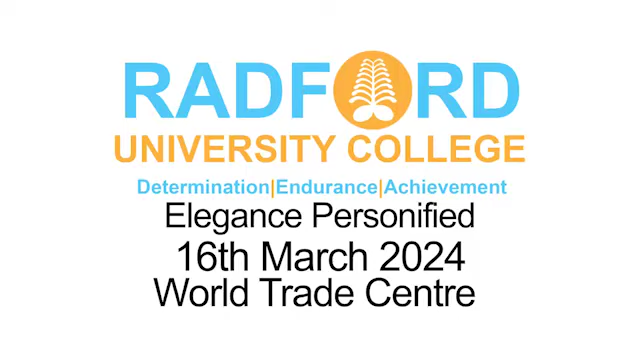 RADFORD
UNIVERSITY COLLEGE
Determination|Endurance|Achievement
Elegance Personified
16th March 2024
World Trade Centre